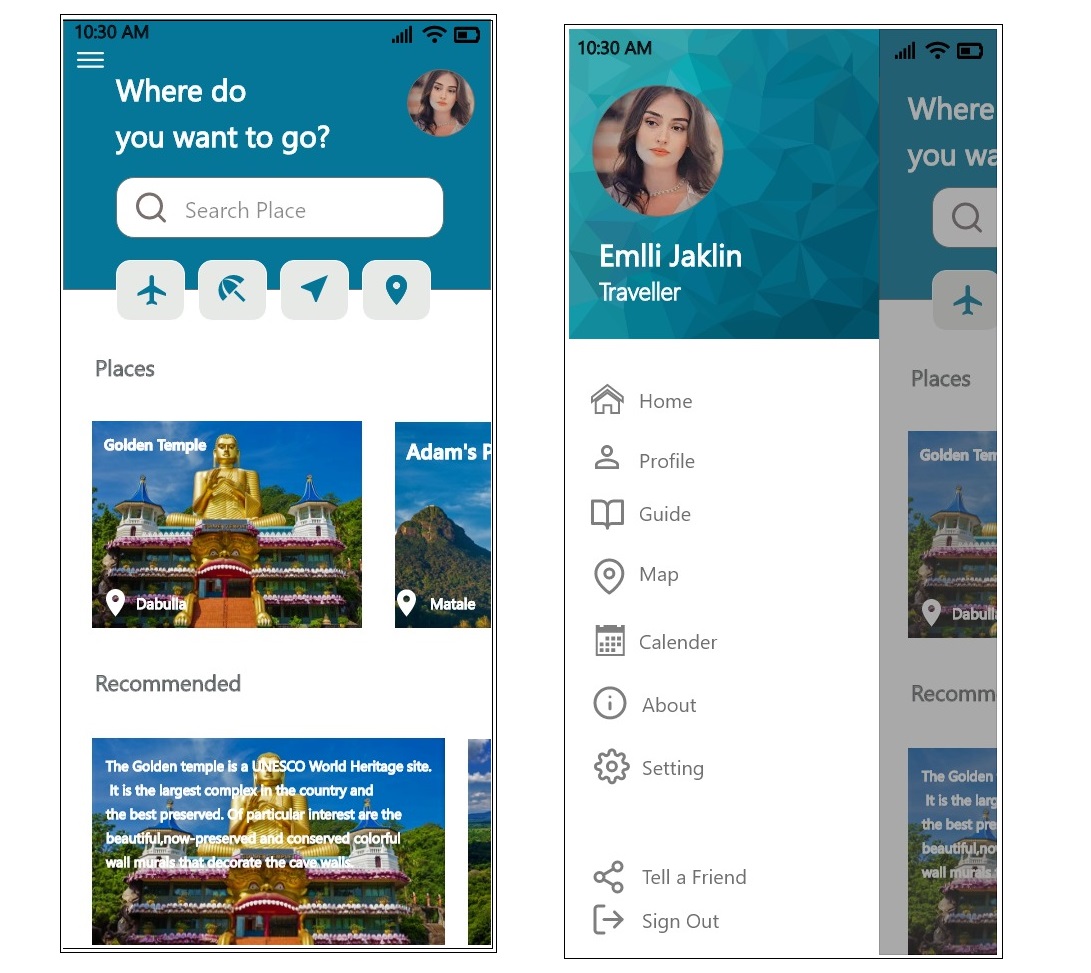 10:30 AM
Where do
you want to go?
Search Place
Places
Golden Temple
Dabulla
Adam's P
Matale
Recommended
The Golden temple is a UNESCO World Heritage site.
It is the largest complex in the country and
the best preserved. Of particular interest are the
beautiful,now-preserved and conserved colorful
wall murals that decorate the cave walls.
10:30 AM
Emlli Jaklin
Traveller
Home
Profile
Guide
Map
Calender
About
Setting
Tell a Friend
Sign Out
Where
you wa
Places
Golden Tem
Dabulla
Recomm
The Golden
It is the larg
the best pre
beautiful,no
wall murals